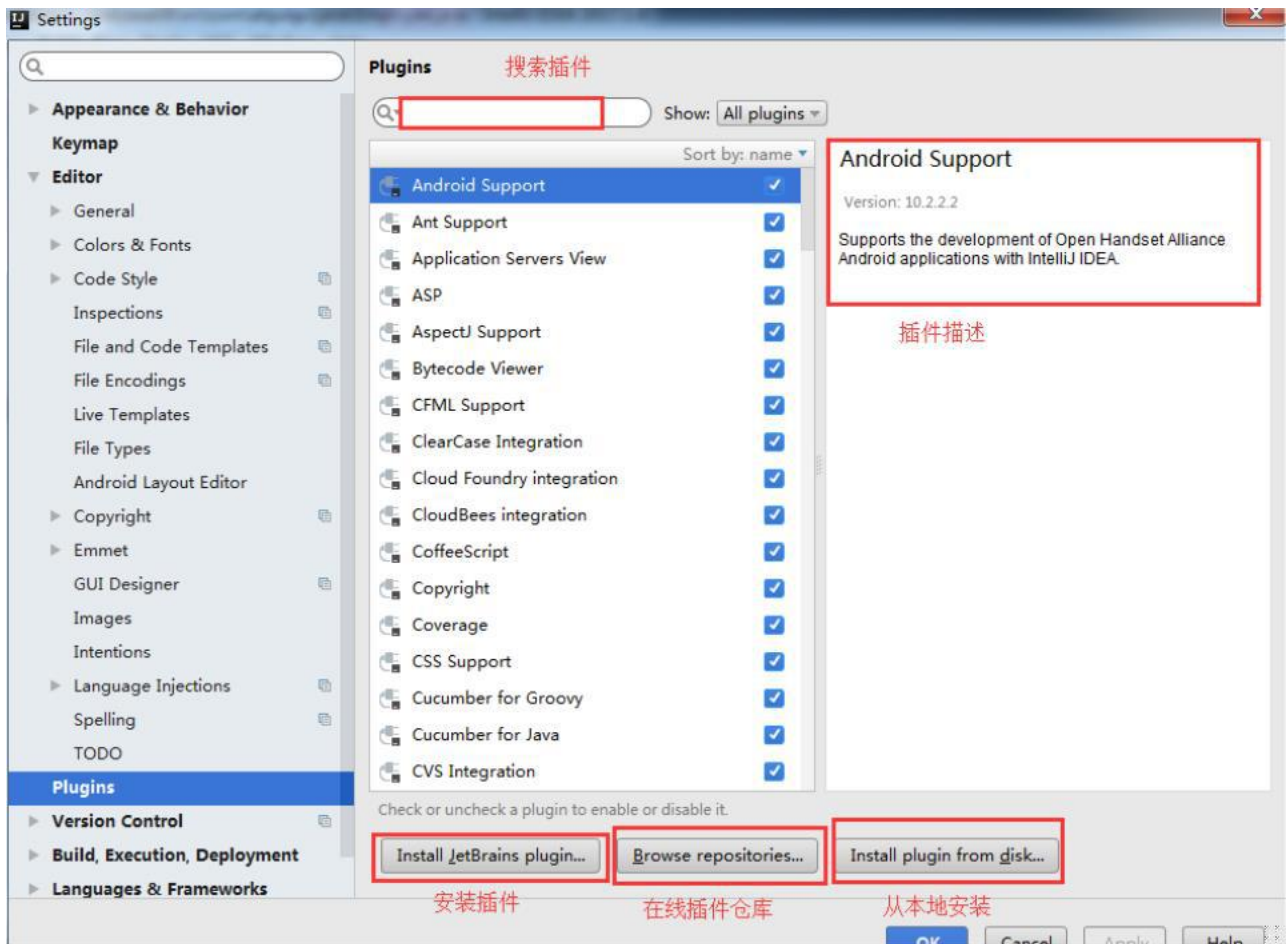 Settings
Appearance & Behavior
Keymap
Editor
General
Colors & Fonts
Code Style
Inspections
File and Code Templates
File Encodings
Live Templates
File Types
Android Layout Editor
Copyright
Emmet
GUI Designer
Images
Intentions
Language Injections
Spelling
TODO
Plugins
Version Control
Build, Execution, Deployment
Languages & Frameworks
Plugins 搜索插件
Show: All plugins
Sort by: name
Android Support
Ant Support
Application Servers View
ASP
AspectJ Support
Bytecode Viewer
CFML Support
ClearCase Integration
Cloud Foundry integration
CloudBees integration
CoffeeScript
Copyright
Coverage
CSS Support
Cucumber for Groovy
Cucumber for Java
CVS Integration
Android Support
Version: 10.2.2.2
Supports the development of Open Handset Alliance
Android applications with IntelliJ IDEA.
插件描述
Check or uncheck a plugin to enable or disable it.
Install JetBrains plugin... Browse repositories... Install plugin from disk...
安装插件 在线插件仓库 从本地安装
OK Cancel Apply Help